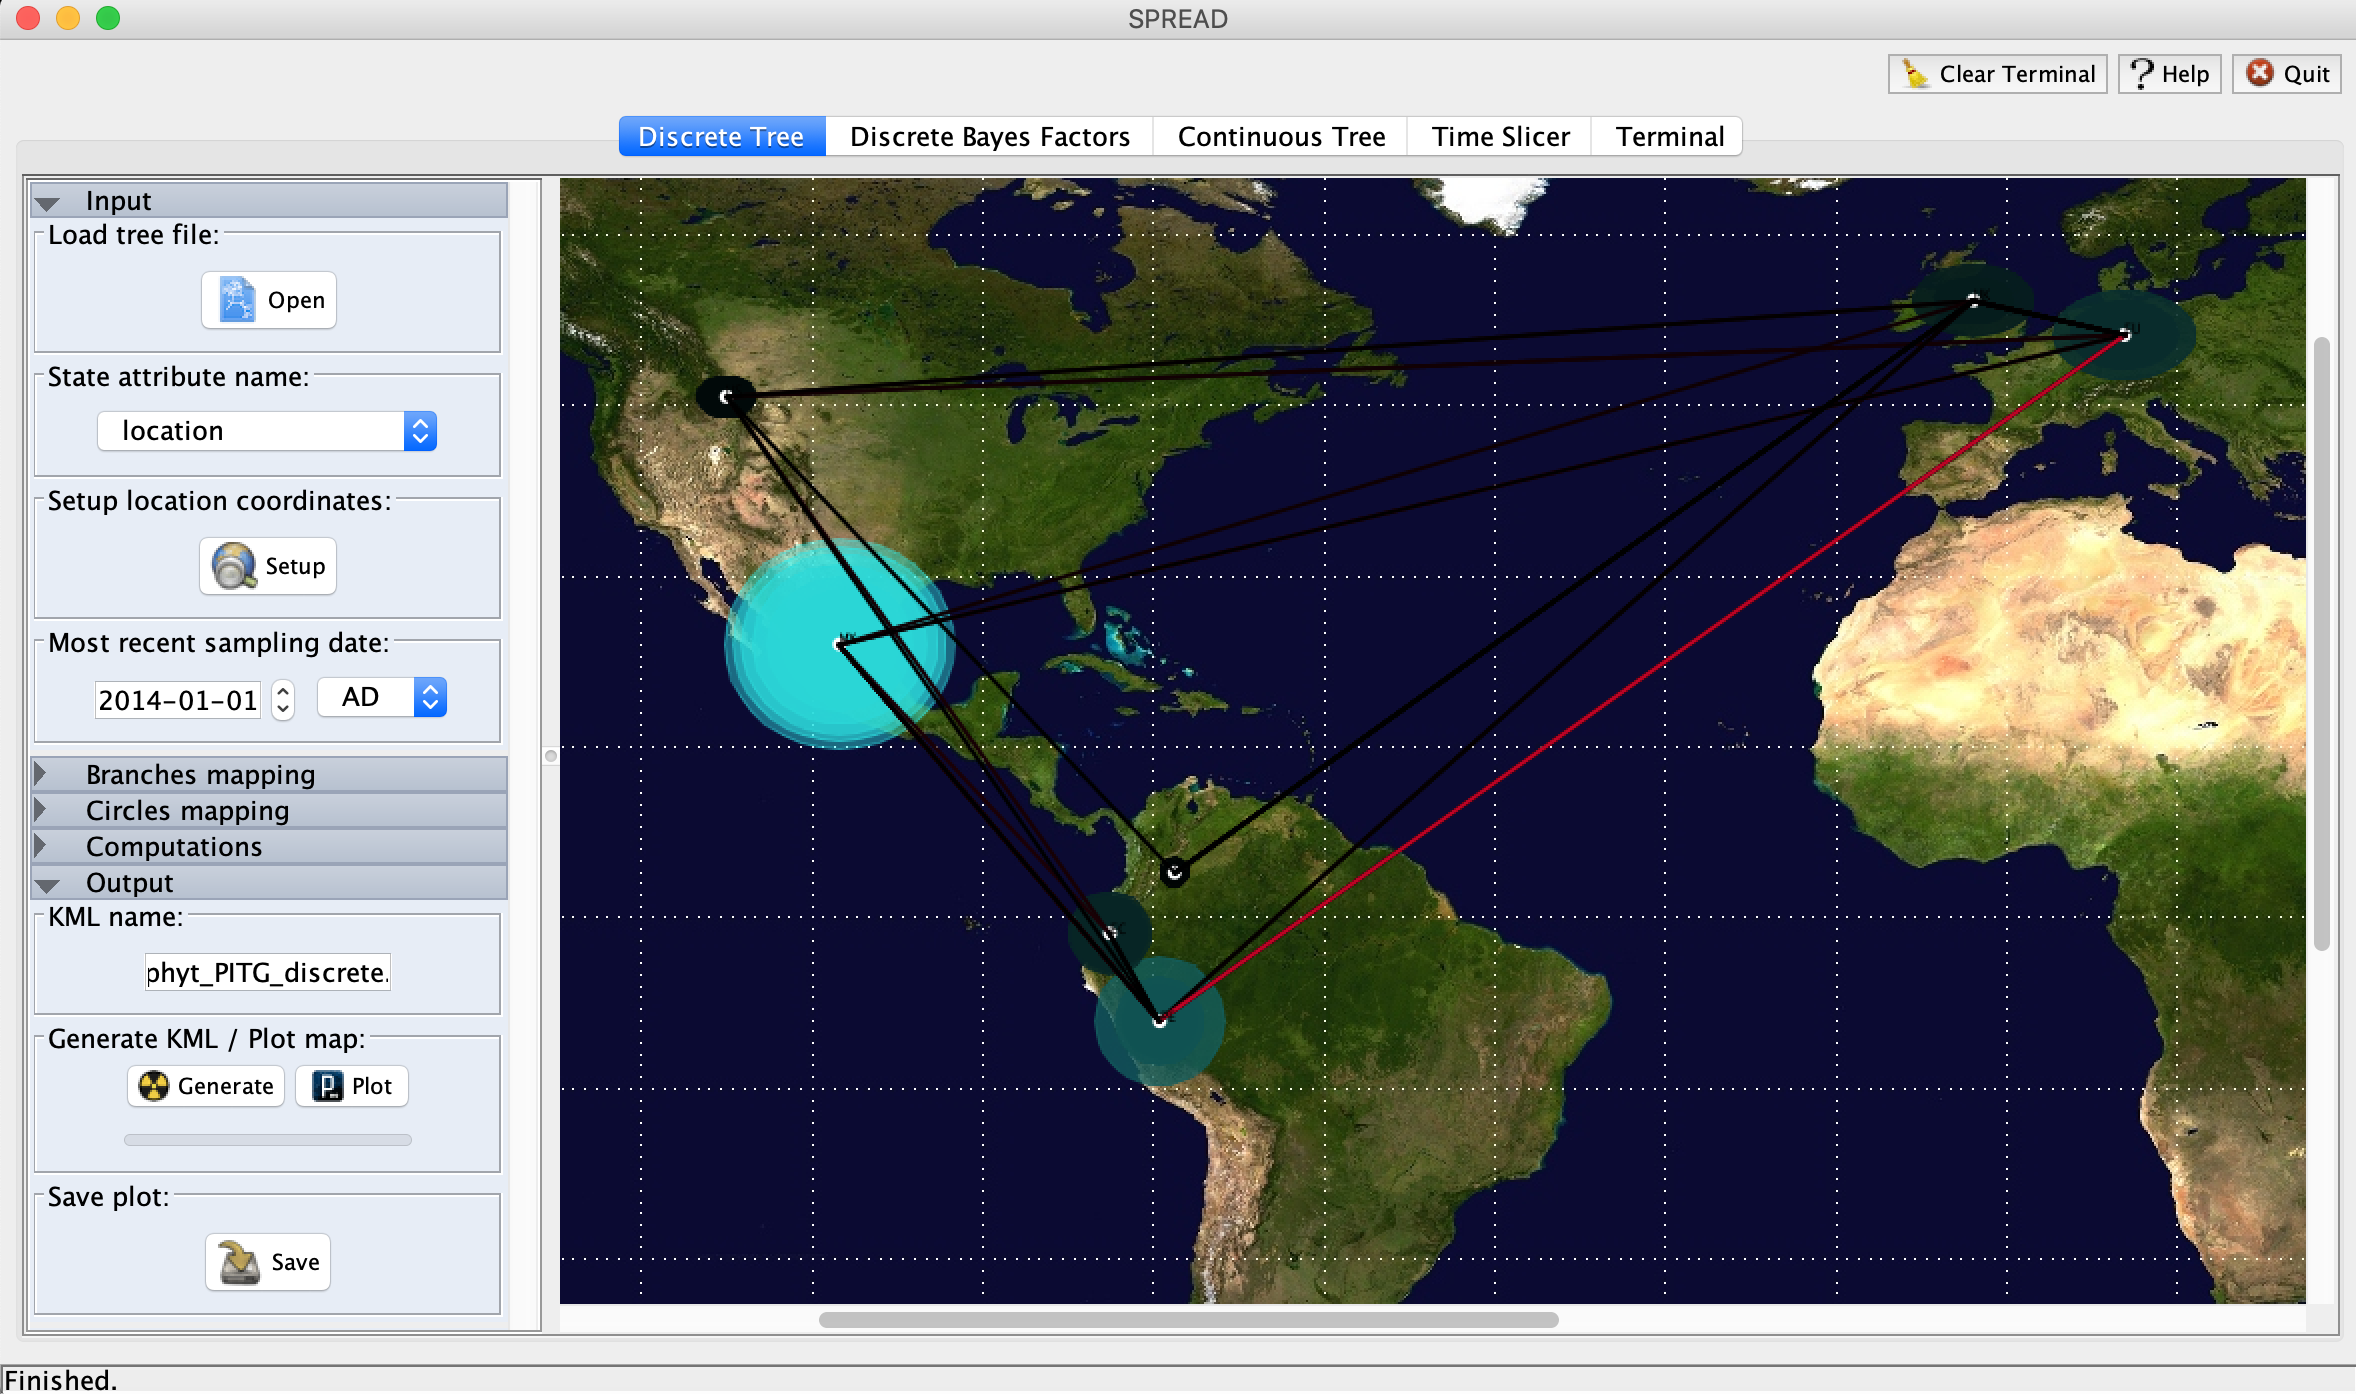 SPREAD
Clear Terminal
Help
Quit
Discrete Tree
Discrete Bayes Factors
Continuous Tree
Time Slicer
Terminal
Input
Load tree file:
Open
State attribute name:
location
Setup location coordinates:
Setup
Most recent sampling date:
2014-01-01
AD
Branches mapping
Circles mapping
Computations
Output
KML name:
phyt_PITG_discrete.
Generate KML / Plot map:
Generate
Plot
Save plot:
Save
MX
EU
Finished.